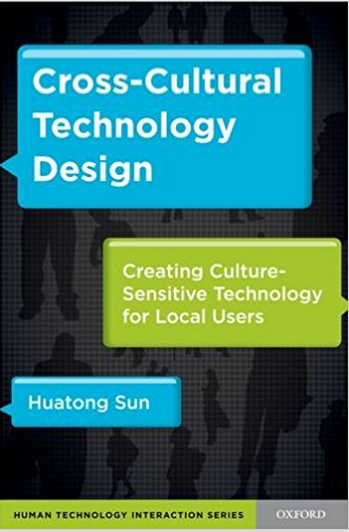 Cross-Cultural
Technology
Design
Creating Culture-
Sensitive Technology
for Local Users
Huatong Sun
HUMAN TECHNOLOGY INTERACTION SERIES
OXFORD